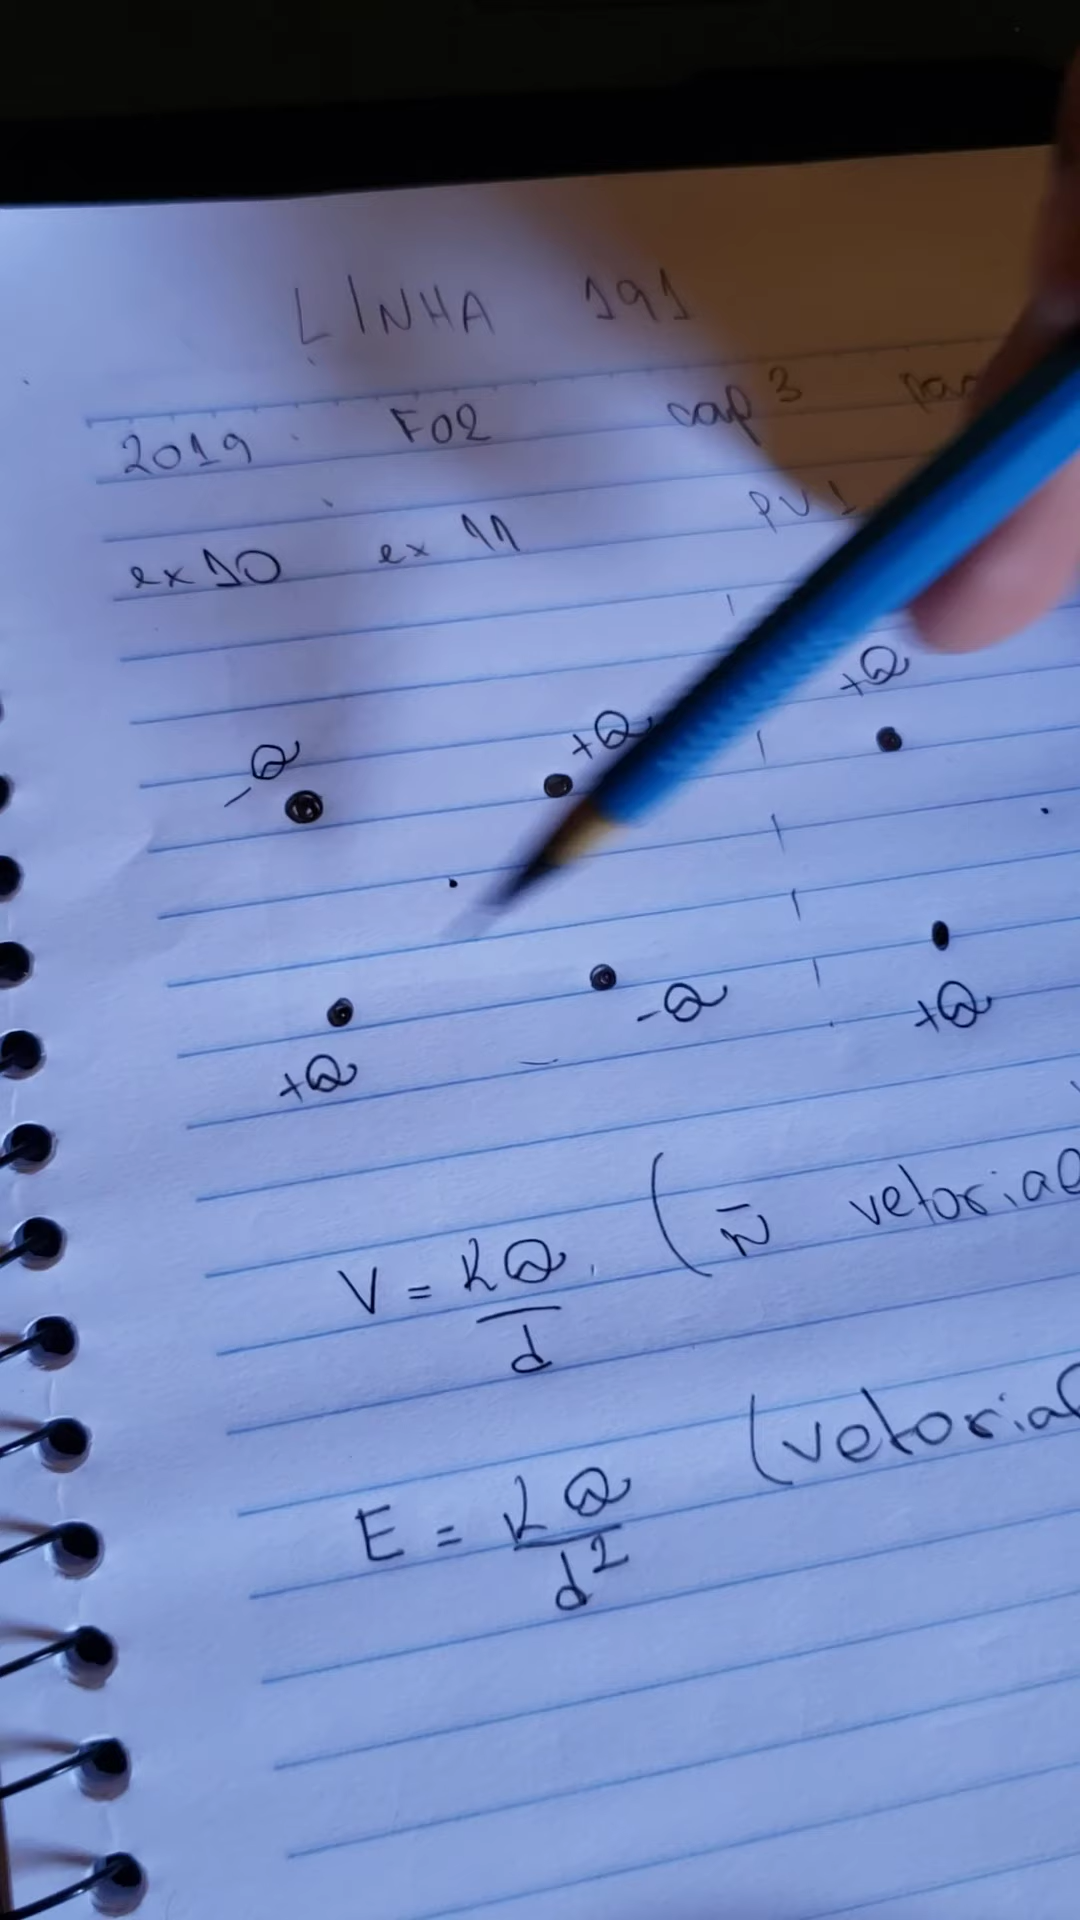 LINHA 191
2019 F02 cap 3
ex 10 ex 11 PV1
-Q +Q +Q
+Q -Q +Q
V = KQ/d (Ñ vetorial
E = KQ/d² (vetorial